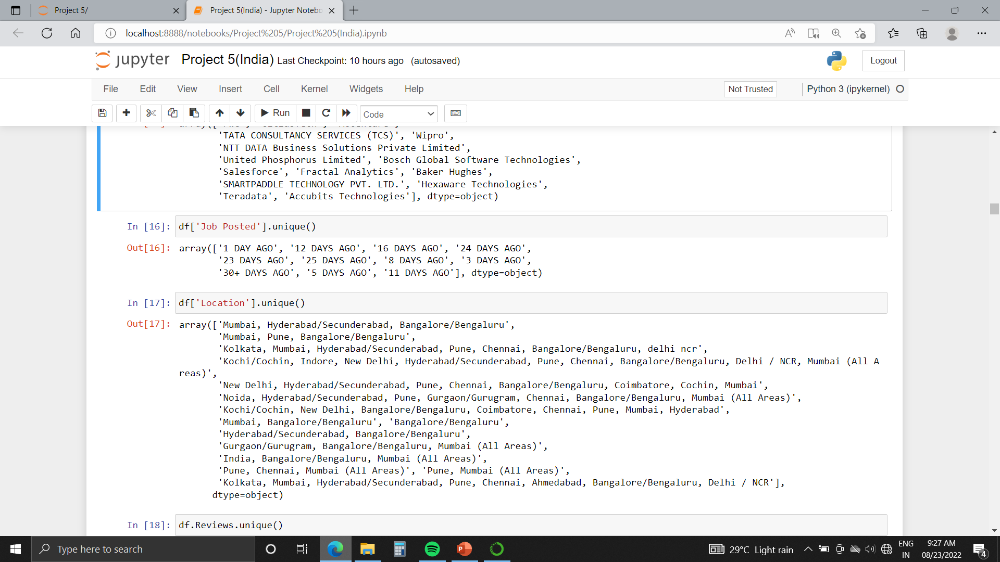 Project 5/
Project 5(India) - Jupyter Notebo
localhost:8888/notebooks/Project%205/Project%205(India).ipynb
jupyter Project 5(India) Last Checkpoint: 10 hours ago (autosaved)
Logout
File Edit View Insert Cell Kernel Widgets Help
Not Trusted
Python 3 (ipykernel)
Run
Code
'TATA CONSULTANCY SERVICES (TCS)', 'Wipro',
'NTT DATA Business Solutions Private Limited',
'United Phosphorus Limited', 'Bosch Global Software Technologies',
'Salesforce', 'Fractal Analytics', 'Baker Hughes',
'SMARTPADDLE TECHNOLOGY PVT. LTD.', 'Hexaware Technologies',
'Teradata', 'Accubits Technologies'], dtype=object)
In [16]: df['Job Posted'].unique()
Out[16]: array(['1 DAY AGO', '12 DAYS AGO', '16 DAYS AGO', '24 DAYS AGO',
'23 DAYS AGO', '25 DAYS AGO', '8 DAYS AGO', '3 DAYS AGO',
'30+ DAYS AGO', '5 DAYS AGO', '11 DAYS AGO'], dtype=object)
In [17]: df['Location'].unique()
Out[17]: array(['Mumbai, Hyderabad/Secunderabad, Bangalore/Bengaluru',
'Mumbai, Pune, Bangalore/Bengaluru',
'Kolkata, Mumbai, Hyderabad/Secunderabad, Pune, Chennai, Bangalore/Bengaluru, delhi ncr',
'Kochi/Cochin, Indore, New Delhi, Hyderabad/Secunderabad, Pune, Chennai, Bangalore/Bengaluru, Delhi / NCR, Mumbai (All A
reas)',
'New Delhi, Hyderabad/Secunderabad, Pune, Chennai, Bangalore/Bengaluru, Coimbatore, Cochin, Mumbai',
'Noida, Hyderabad/Secunderabad, Pune, Gurgaon/Gurugram, Chennai, Bangalore/Bengaluru, Mumbai (All Areas)',
'Kochi/Cochin, New Delhi, Bangalore/Bengaluru, Coimbatore, Chennai, Pune, Mumbai, Hyderabad',
'Mumbai, Bangalore/Bengaluru', 'Bangalore/Bengaluru',
'Hyderabad/Secunderabad, Bangalore/Bengaluru',
'Gurgaon/Gurugram, Bangalore/Bengaluru, Mumbai (All Areas)',
'India, Bangalore/Bengaluru, Mumbai (All Areas)',
'Pune, Chennai, Mumbai (All Areas)', 'Pune, Mumbai (All Areas)',
'Kolkata, Mumbai, Hyderabad/Secunderabad, Pune, Chennai, Ahmedabad, Bangalore/Bengaluru, Delhi / NCR'],
dtype=object)
In [18]: df.Reviews.unique()
Type here to search
29°C Light rain
ENG
IN
9:27 AM
08/23/2022
4